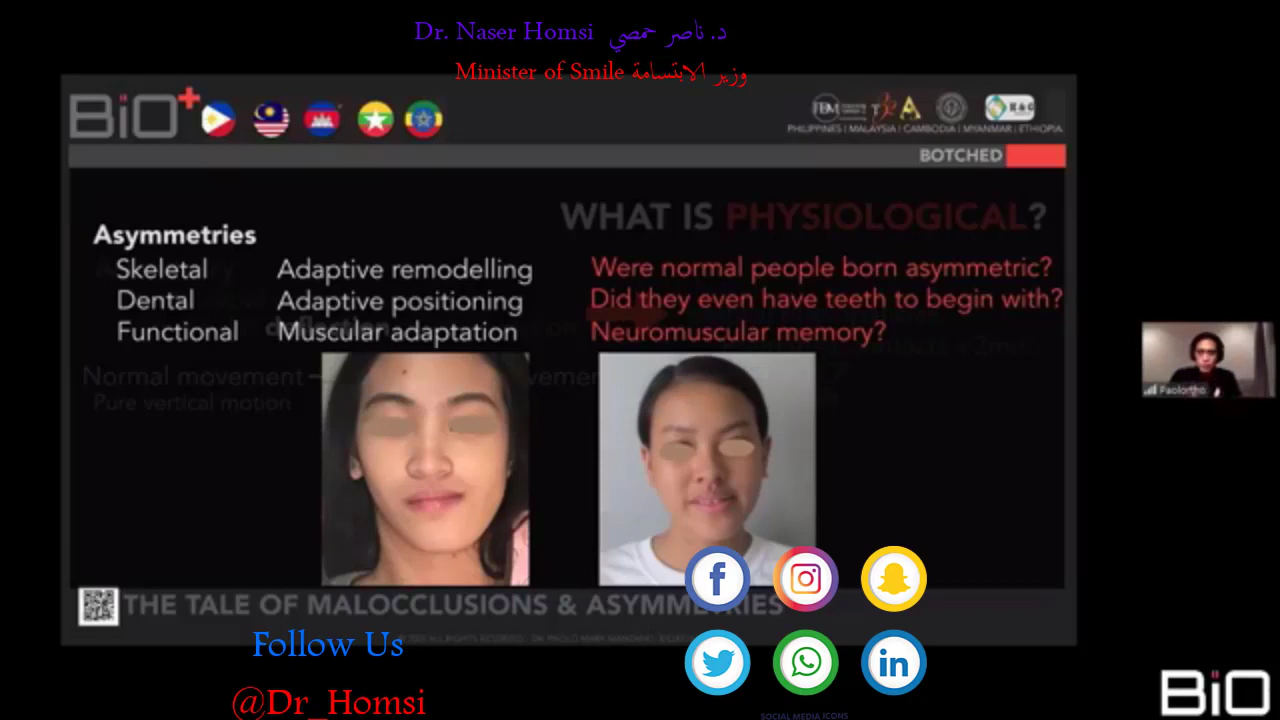 Dr. Naser Homsi د. ناصر حمصي
Minister of Smile وزير الابتسامة
BiO+
PHILIPPINES | MALAYSIA | CAMBODIA | MYANMAR | ETHIOPIA
BOTCHED
WHAT IS PHYSIOLOGICAL?
Asymmetries
Skeletal Adaptive remodelling Were normal people born asymmetric?
Dental Adaptive positioning Did they even have teeth to begin with?
Functional Muscular adaptation Neuromuscular memory?
Normal movement
Pure vertical motion
Paolortho
THE TALE OF MALOCCLUSIONS & ASYMMETRIES
Follow Us
@Dr_Homsi
SOCIAL MEDIA ICONS
BiO